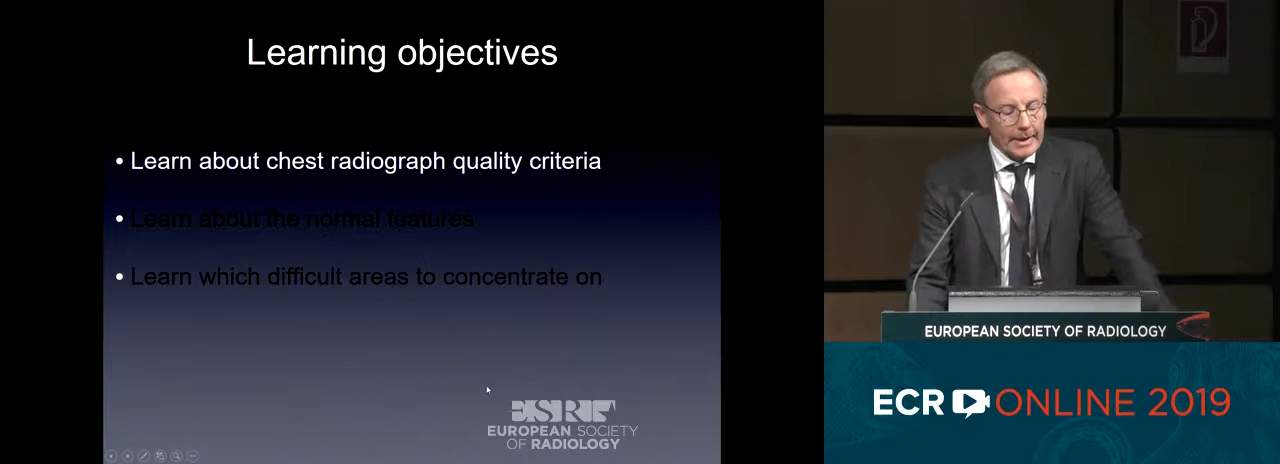 Learning objectives
• Learn about chest radiograph quality criteria
• Learn about the normal features
• Learn which difficult areas to concentrate on
ESRF
EUROPEAN SOCIETY
OF RADIOLOGY
EUROPEAN SOCIETY OF RADIOLOGY
ECR ONLINE 2019